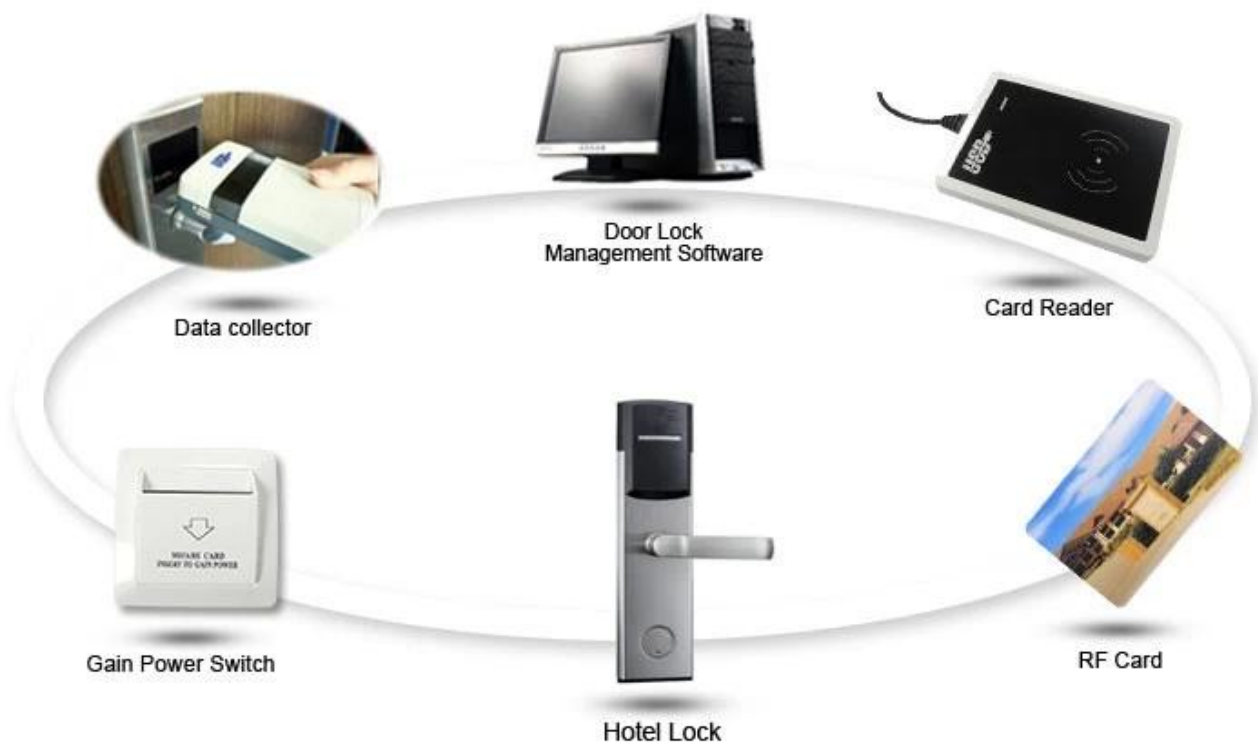 Door Lock
Management Software
Card Reader
Data collector
MIFARE CARD
INSERT TO GAIN POWER
Gain Power Switch
RF Card
Hotel Lock